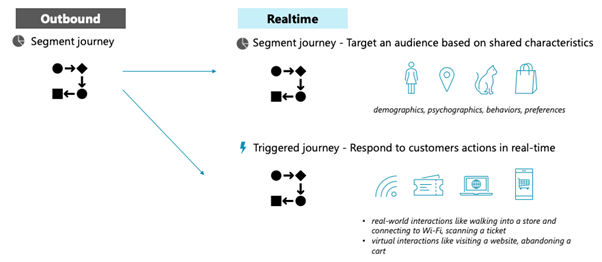 Outbound
Realtime
Segment journey
Segment journey - Target an audience based on shared characteristics
demographics, psychographics, behaviors, preferences
Triggered journey - Respond to customers actions in real-time
• real-world interactions like walking into a store and
connecting to Wi-Fi, scanning a ticket
• virtual interactions like visiting a website, abandoning a
cart